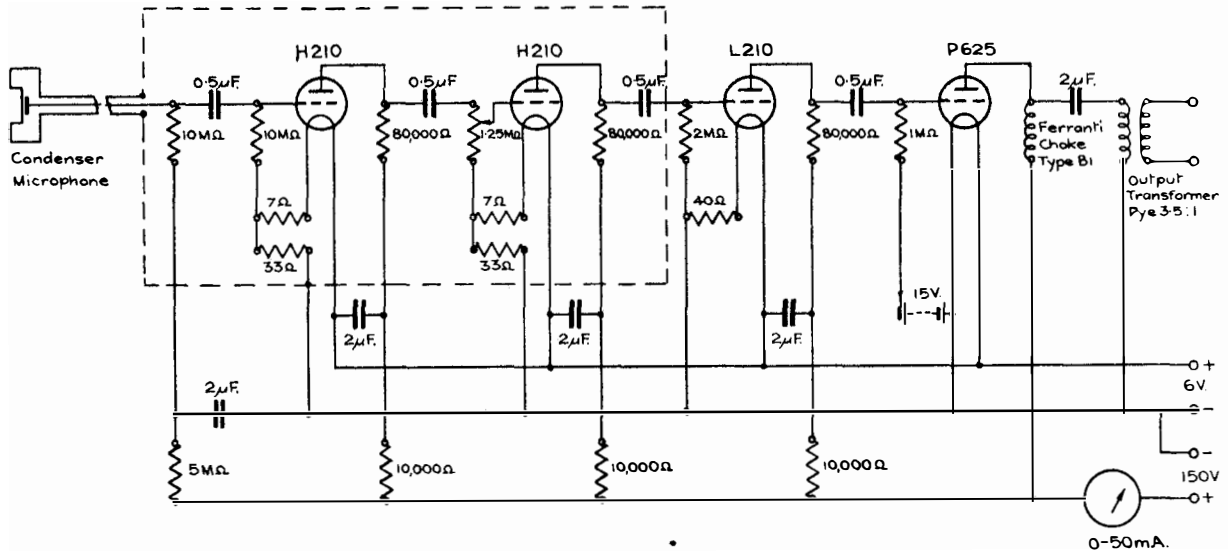 H210
H210
L210
P625
0·5μF.
0·5μF.
0·5μF.
0·5μF.
2μF.
10MΩ
10MΩ
80,000Ω
1·25MΩ
80,000Ω
2MΩ
80,000Ω
1MΩ
Ferranti
Choke
Type B1
Condenser
Microphone
Output
Transformer
Pye 3·5:1
7Ω
7Ω
40Ω
33Ω
33Ω
15V.
2μF.
2μF.
2μF.
+
6V.
2μF.
-
-
5MΩ
10,000Ω
10,000Ω
10,000Ω
150V
+
0-50mA.